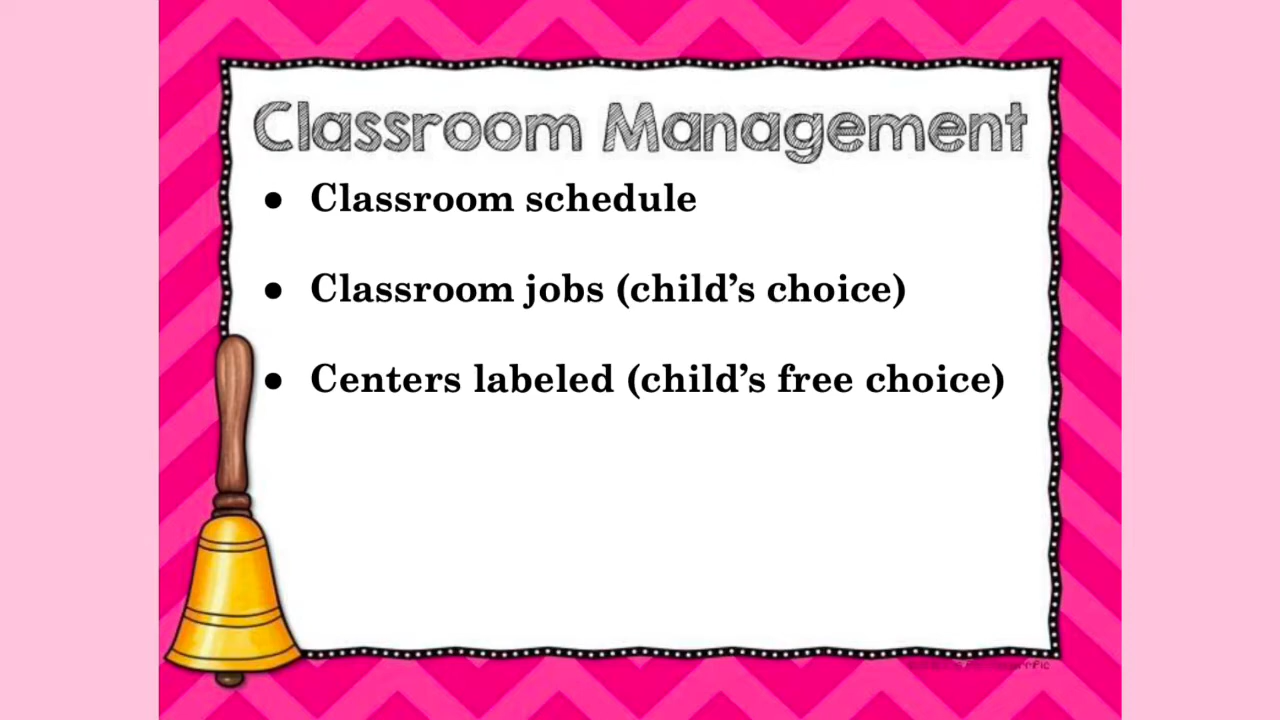 Classroom Management
● Classroom schedule
● Classroom jobs (child’s choice)
● Centers labeled (child’s free choice)